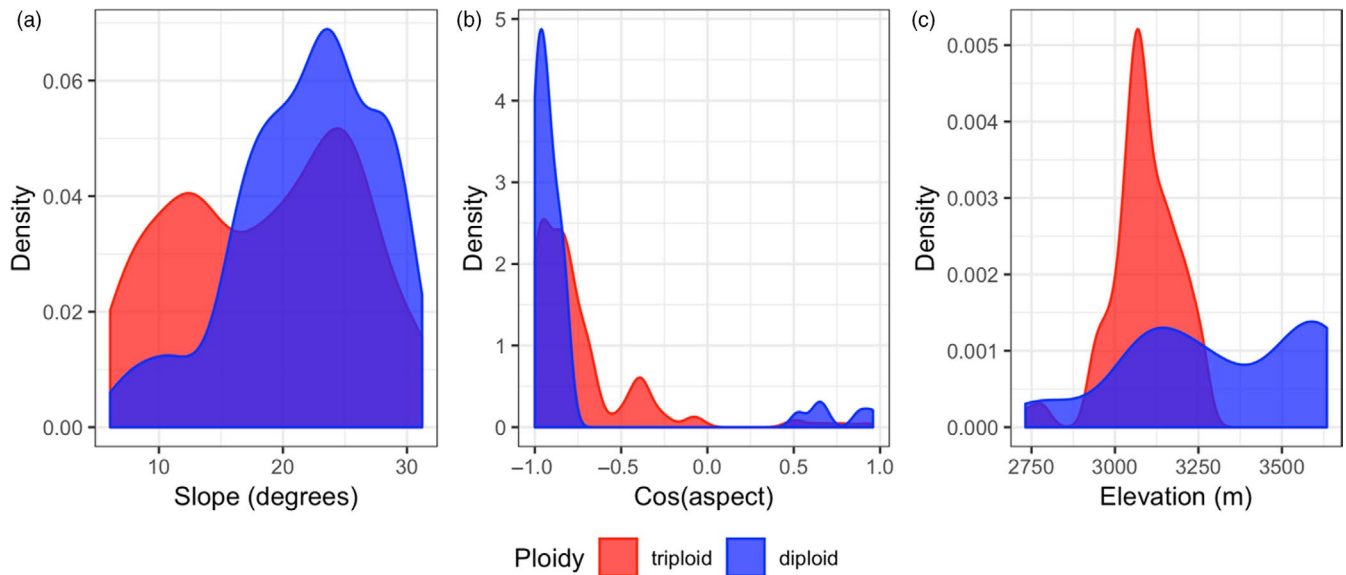 (a)
0.06
0.04
0.02
0.00
Density
10 20 30
Slope (degrees)
(b)
5
4
3
2
1
0
Density
−1.0 −0.5 0.0 0.5 1.0
Cos(aspect)
(c)
0.005
0.004
0.003
0.002
0.001
0.000
Density
2750 3000 3250 3500
Elevation (m)
Ploidy triploid diploid